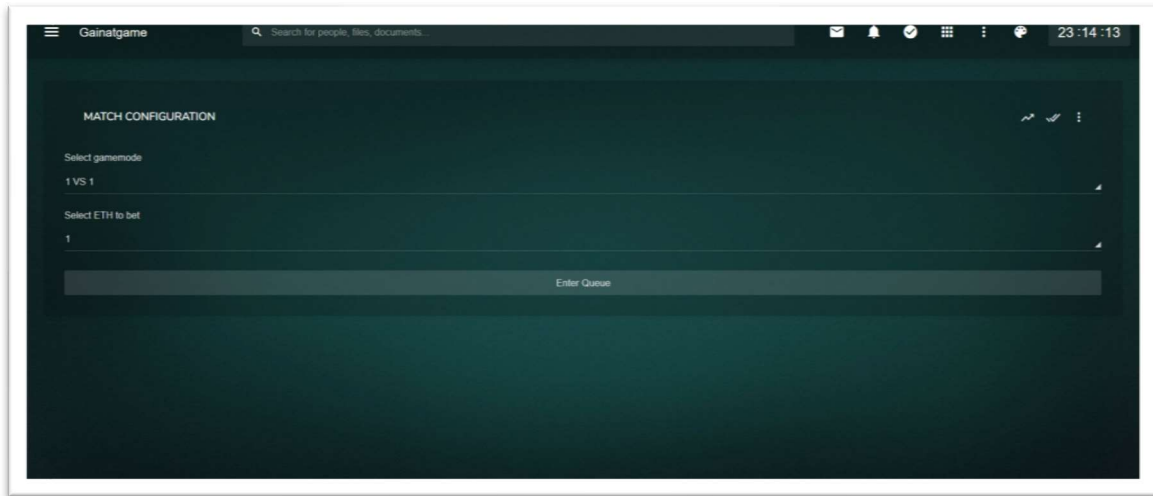 Gainatgame
Search for people, files, documents...
23 :14 :13
MATCH CONFIGURATION
Select gamemode
1 VS 1
Select ETH to bet
1
Enter Queue